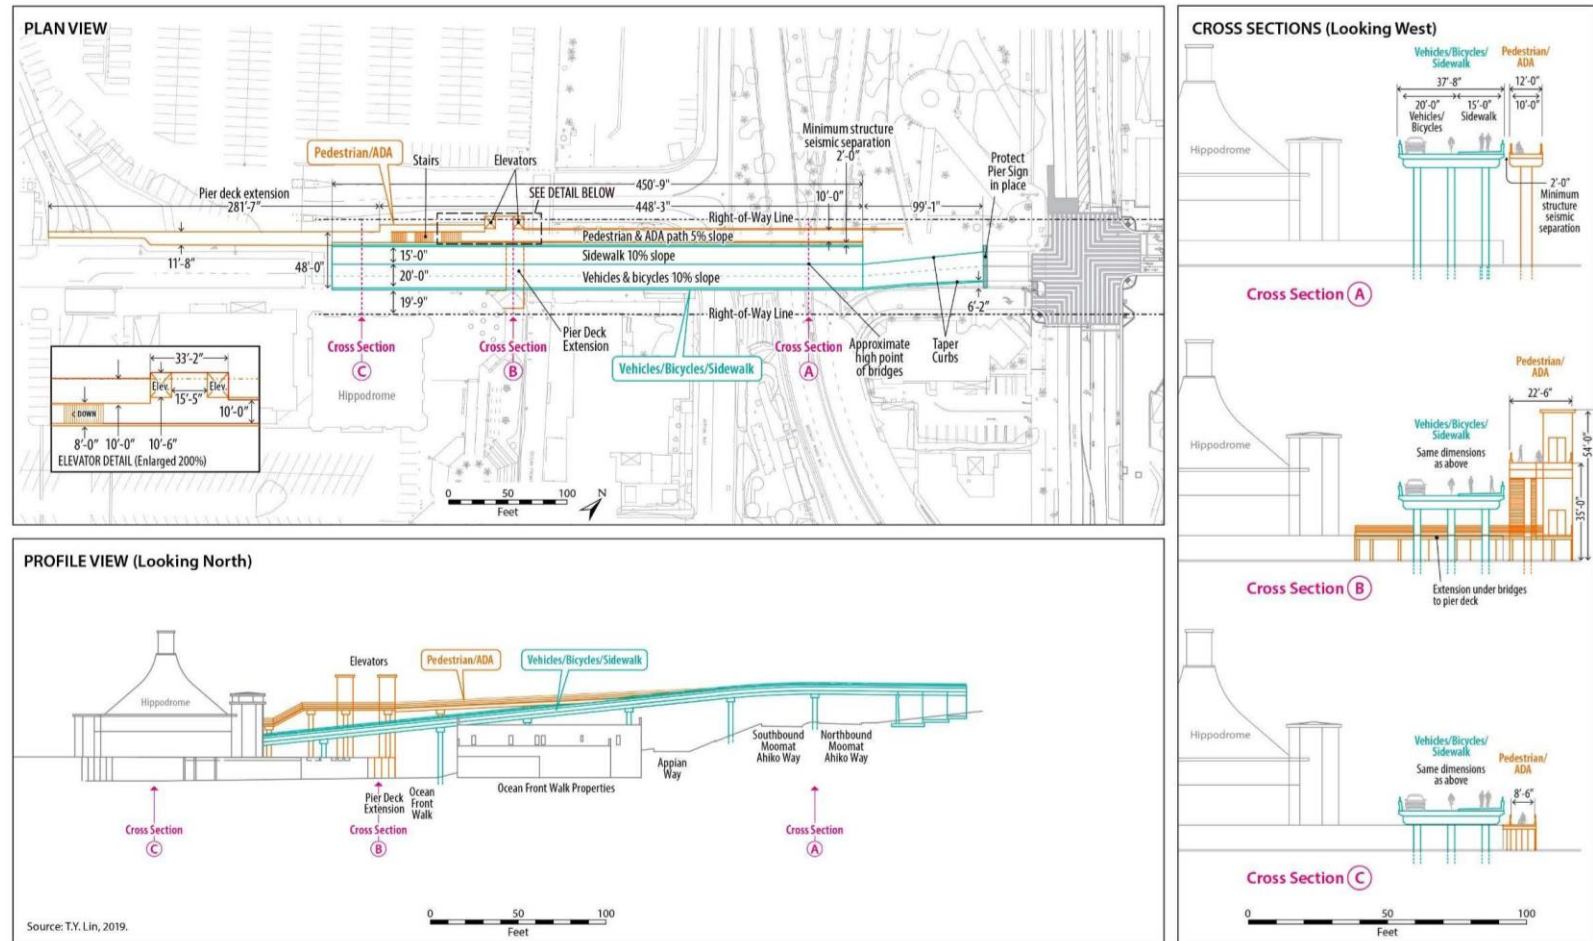 PLAN VIEW
Pedestrian/ADA
Stairs
Elevators
Minimum structure
seismic separation
2'-0"
Protect
Pier Sign
in place
Pier deck extension
281'-7"
SEE DETAIL BELOW
450'-9"
448'-3"
10'-0"
99'-1"
Right-of-Way Line
Pedestrian & ADA path 5% slope
11'-8"
48'-0"
15'-0"
Sidewalk 10% slope
20'-0"
Vehicles & bicycles 10% slope
19'-9"
6'-2"
Right-of-Way Line
Pier Deck
Extension
Cross Section
C
Cross Section
B
Cross Section
A
Approximate
high point
of bridges
Taper
Curbs
Vehicles/Bicycles/Sidewalk
Hippodrome
33'-2"
Elev.
Elev.
15'-5"
DOWN
10'-0"
8'-0"
10'-0"
10'-6"
ELEVATOR DETAIL (Enlarged 200%)
0
50
100
Feet
N
PROFILE VIEW (Looking North)
Elevators
Pedestrian/ADA
Vehicles/Bicycles/Sidewalk
Hippodrome
Southbound
Moomat
Ahiko Way
Northbound
Moomat
Ahiko Way
Appian
Way
Ocean Front Walk Properties
Pier Deck
Extension
Ocean
Front
Walk
Cross Section
C
Cross Section
B
Cross Section
A
0
50
100
Feet
Source: T.Y. Lin, 2019.
CROSS SECTIONS (Looking West)
Vehicles/Bicycles/
Sidewalk
37'-8"
Pedestrian/
ADA
12'-0"
20'-0"
Vehicles/
Bicycles
15'-0"
Sidewalk
10'-0"
Hippodrome
2'-0"
Minimum
structure
seismic
separation
Cross Section A
Pedestrian/
ADA
22'-6"
Vehicles/Bicycles/
Sidewalk
Same dimensions
as above
Hippodrome
54'-0"
35'-0"
Extension under bridges
to pier deck
Cross Section B
Vehicles/Bicycles/
Sidewalk
Same dimensions
as above
Pedestrian/
ADA
8'-6"
Hippodrome
Cross Section C
0
50
100
Feet